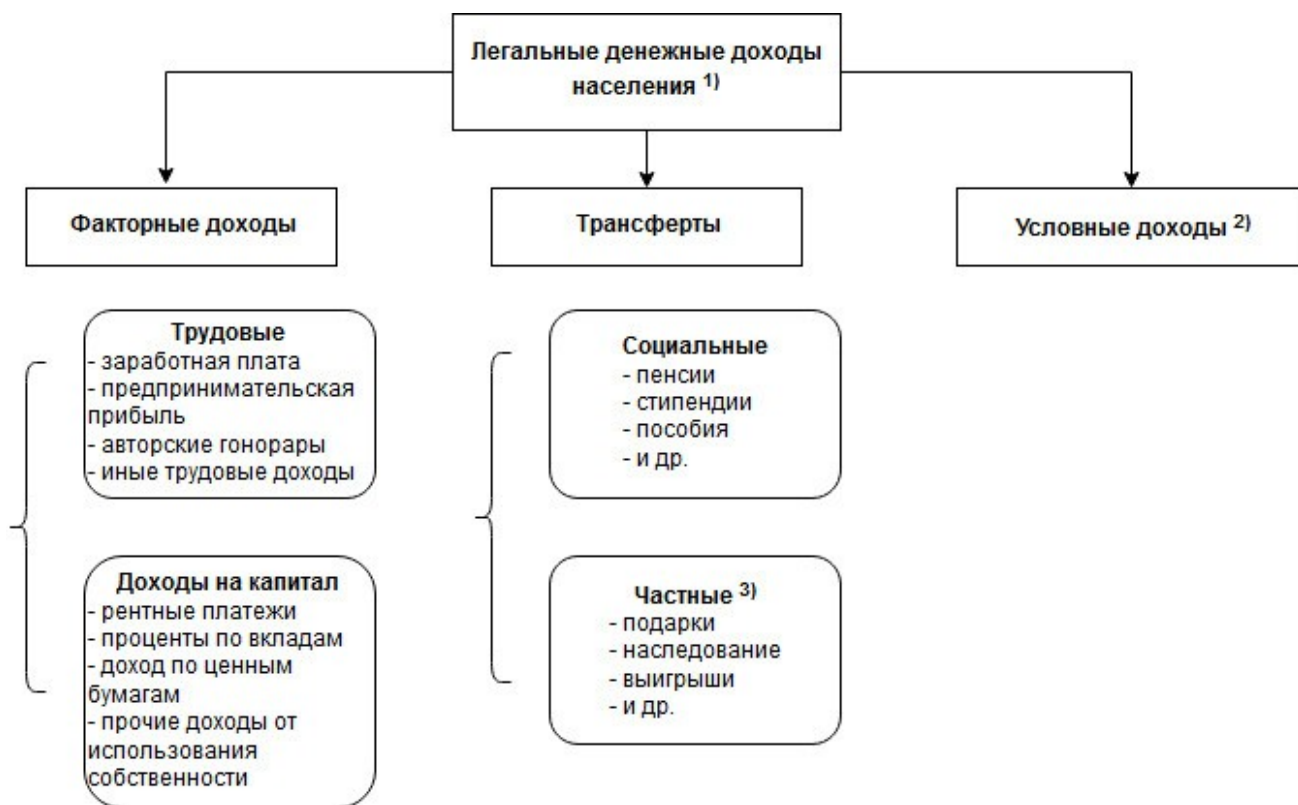 Легальные денежные доходы
населения 1)
Факторные доходы
Трансферты
Условные доходы 2)
Трудовые
- заработная плата
- предпринимательская
прибыль
- авторские гонорары
- иные трудовые доходы
Социальные
- пенсии
- стипендии
- пособия
- и др.
Доходы на капитал
- рентные платежи
- проценты по вкладам
- доход по ценным
бумагам
- прочие доходы от
использования
собственности
Частные 3)
- подарки
- наследование
- выигрыши
- и др.